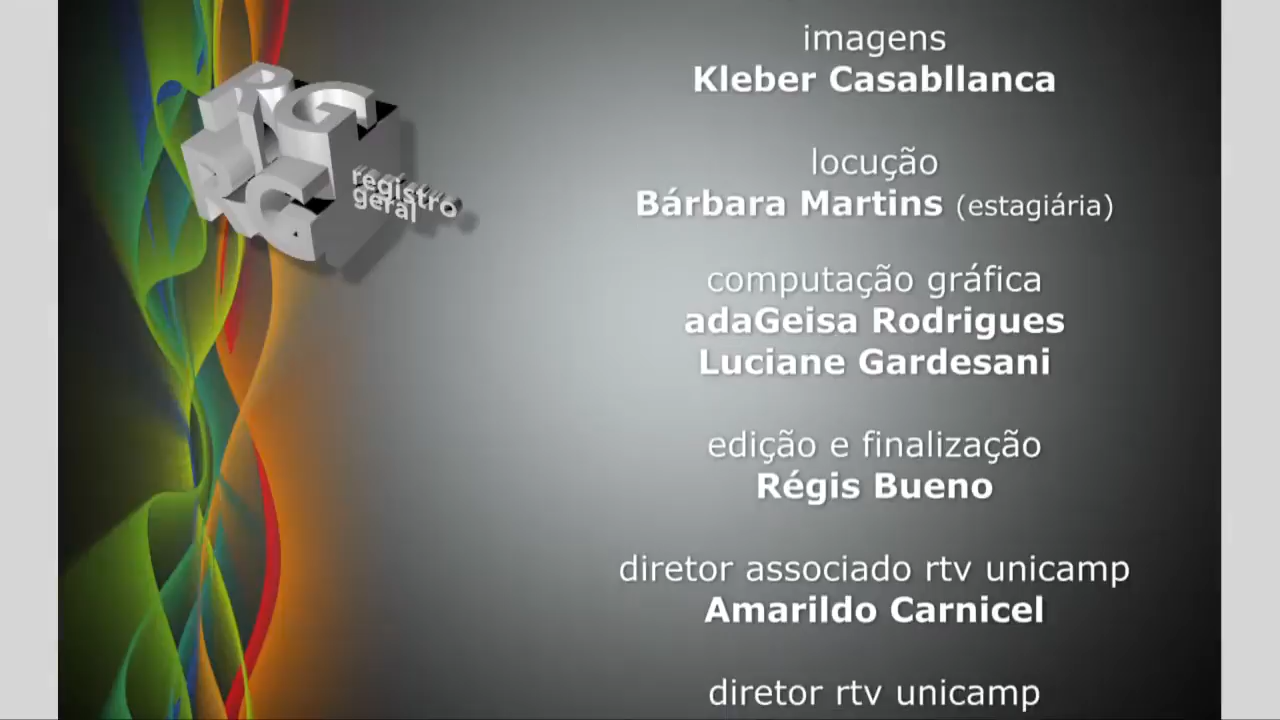 RG
RG
registro
geral
imagens
Kleber Casabllanca
locução
Bárbara Martins (estagiária)
computação gráfica
adaGeisa Rodrigues
Luciane Gardesani
edição e finalização
Régis Bueno
diretor associado rtv unicamp
Amarildo Carnicel
diretor rtv unicamp